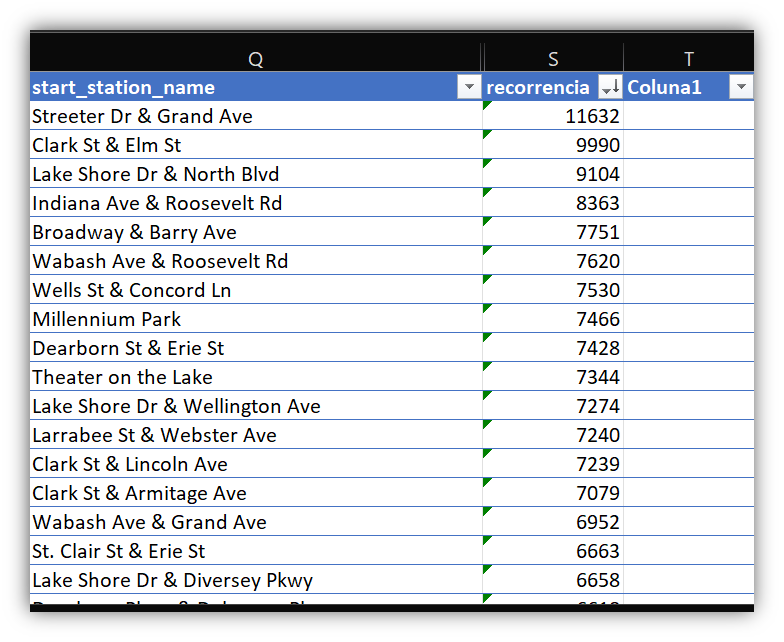 Q S T
start_station_name recorrencia Coluna1
Streeter Dr & Grand Ave 11632
Clark St & Elm St 9990
Lake Shore Dr & North Blvd 9104
Indiana Ave & Roosevelt Rd 8363
Broadway & Barry Ave 7751
Wabash Ave & Roosevelt Rd 7620
Wells St & Concord Ln 7530
Millennium Park 7466
Dearborn St & Erie St 7428
Theater on the Lake 7344
Lake Shore Dr & Wellington Ave 7274
Larrabee St & Webster Ave 7240
Clark St & Lincoln Ave 7239
Clark St & Armitage Ave 7079
Wabash Ave & Grand Ave 6952
St. Clair St & Erie St 6663
Lake Shore Dr & Diversey Pkwy 6658